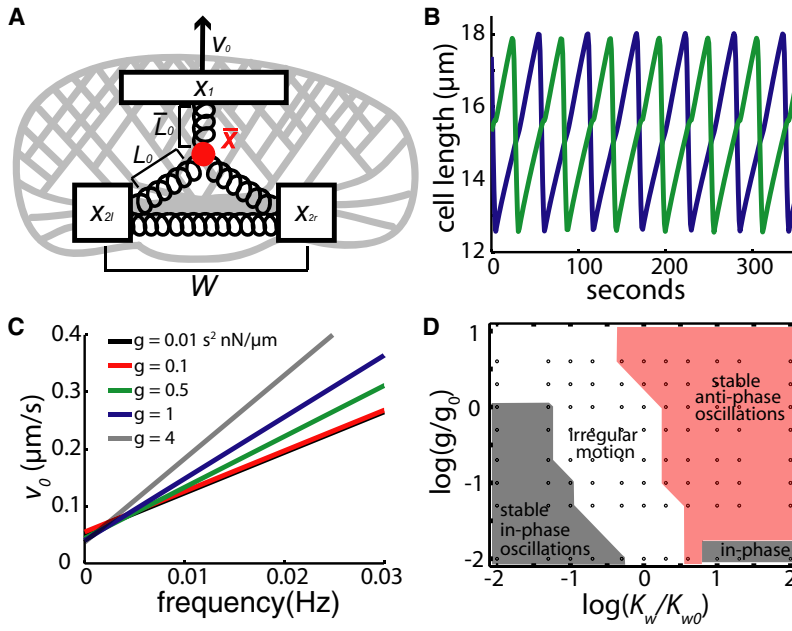 A
v₀
X₁
L̄₀
x̄
L₀
X₂ₗ
X₂ᵣ
W
B
cell length (µm)
18
16
14
12
0
100
200
300
seconds
C
v₀ (µm/s)
0.4
0.3
0.2
0.1
0
g = 0.01 s² nN/µm
g = 0.1
g = 0.5
g = 1
g = 4
0
0.01
0.02
0.03
frequency(Hz)
D
log(g/g₀)
1
0
-1
-2
stable
anti-phase
oscillations
irregular
motion
stable
in-phase
oscillations
in-phase
-2
-1
0
1
2
log(K_w/K_w0)